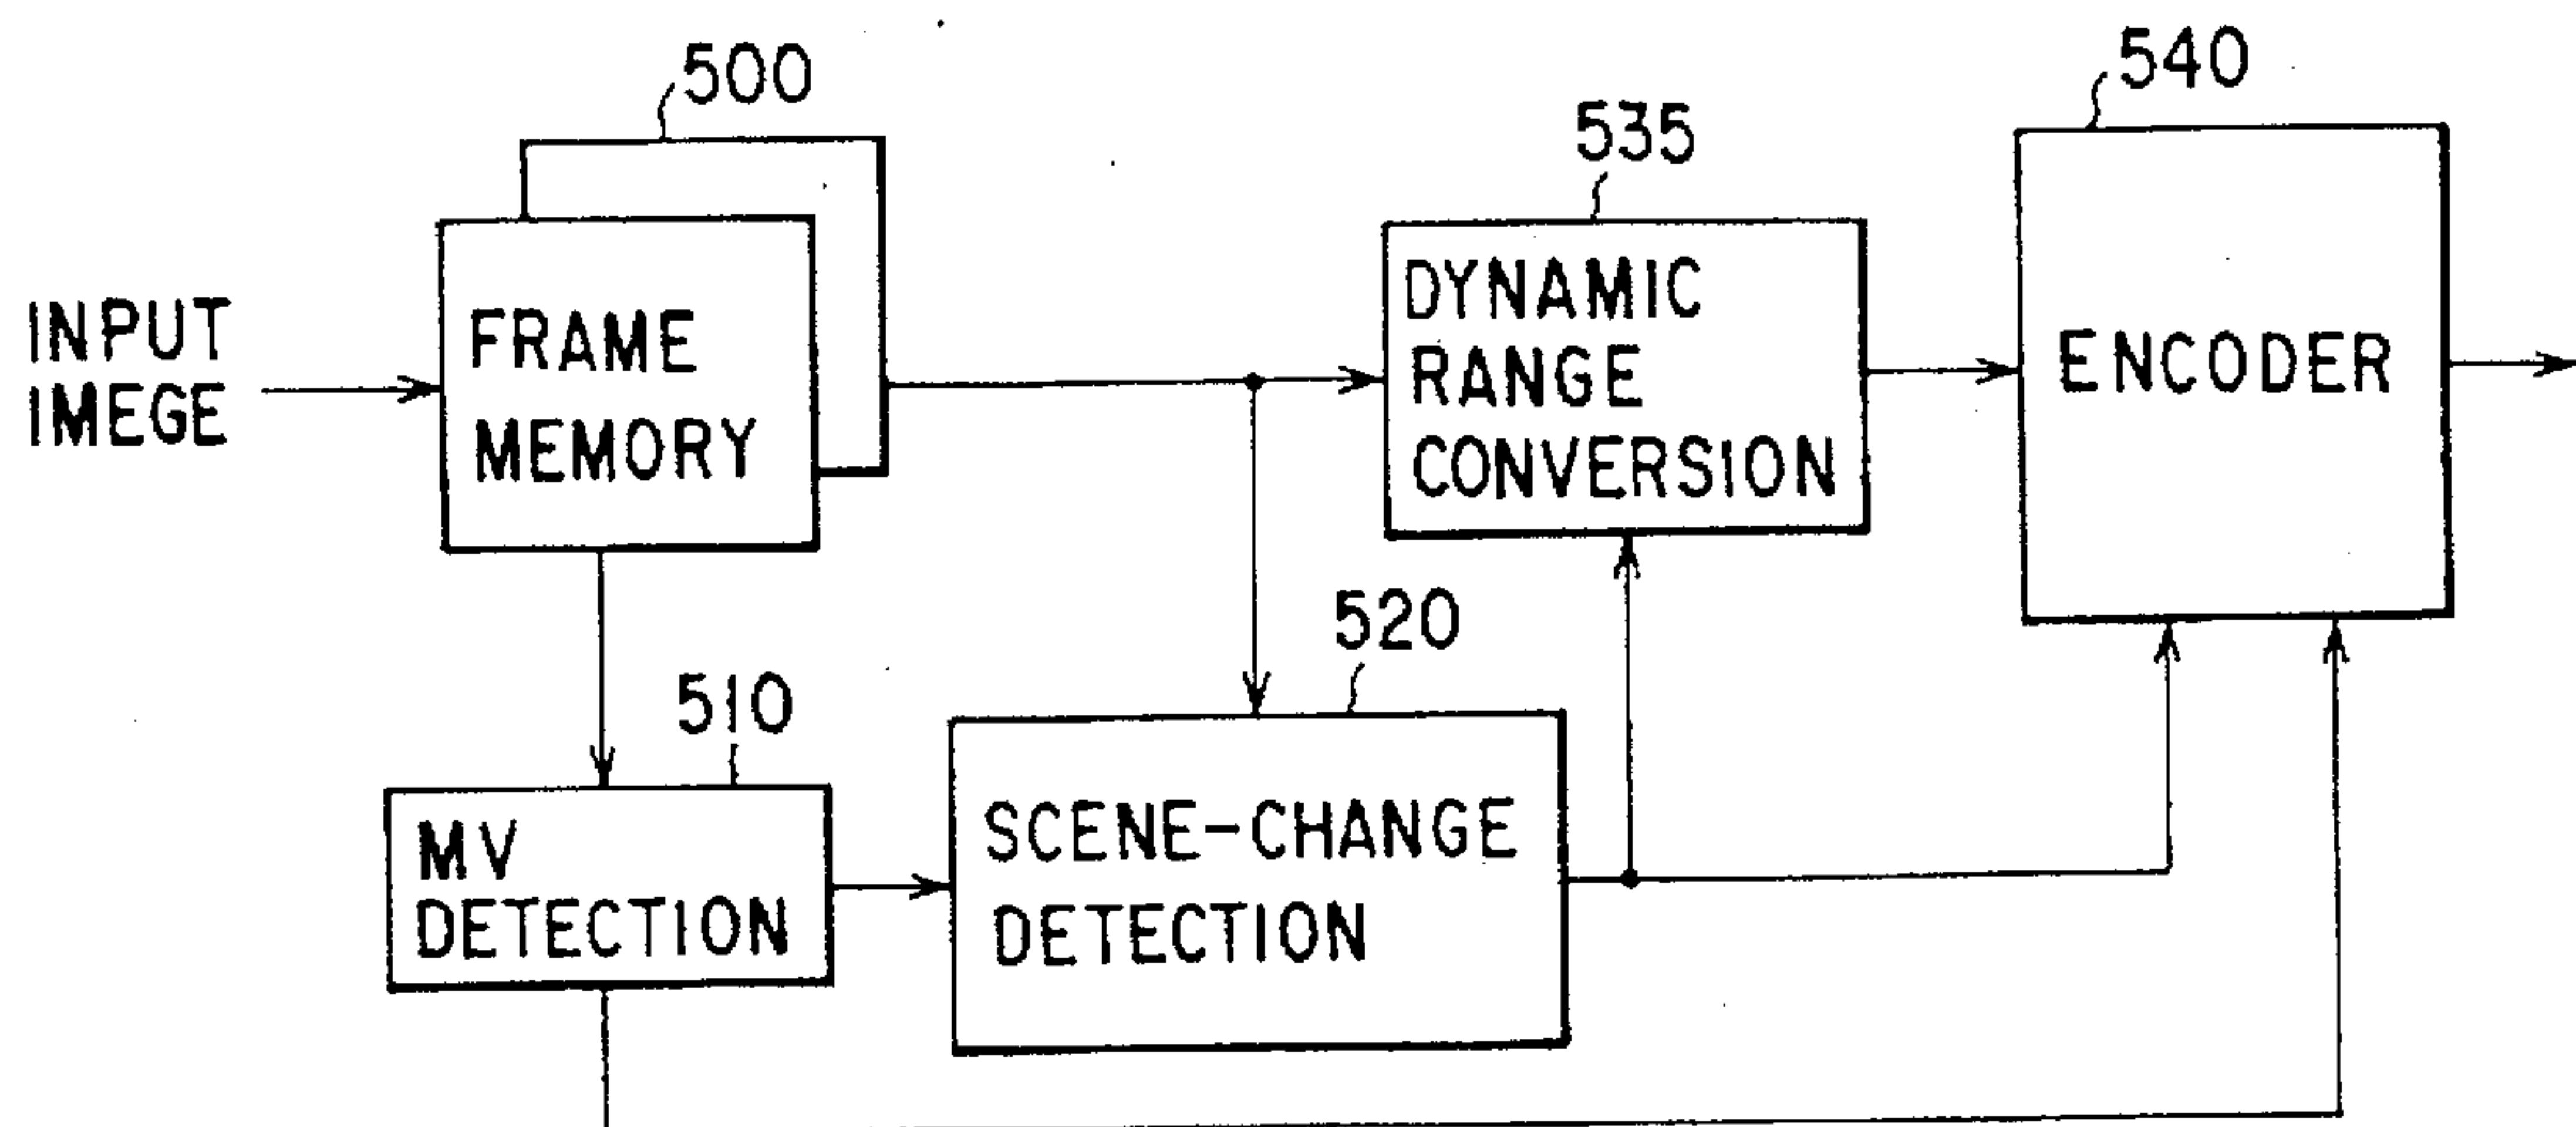 500
540
535
INPUT
IMEGE
FRAME
MEMORY
DYNAMIC
RANGE
CONVERSION
ENCODER
510
520
MV
DETECTION
SCENE-CHANGE
DETECTION